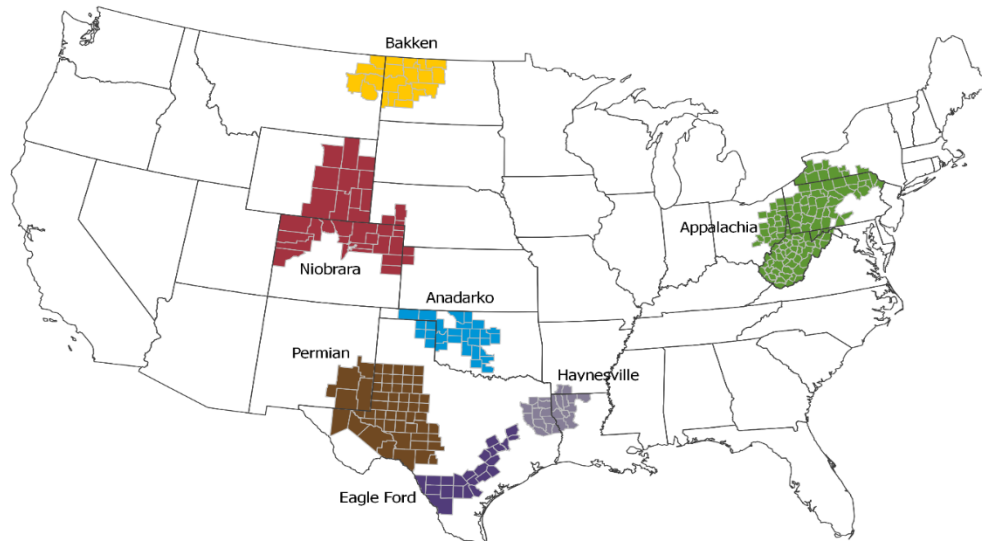 Bakken
Appalachia
Niobrara
Anadarko
Permian
Haynesville
Eagle Ford